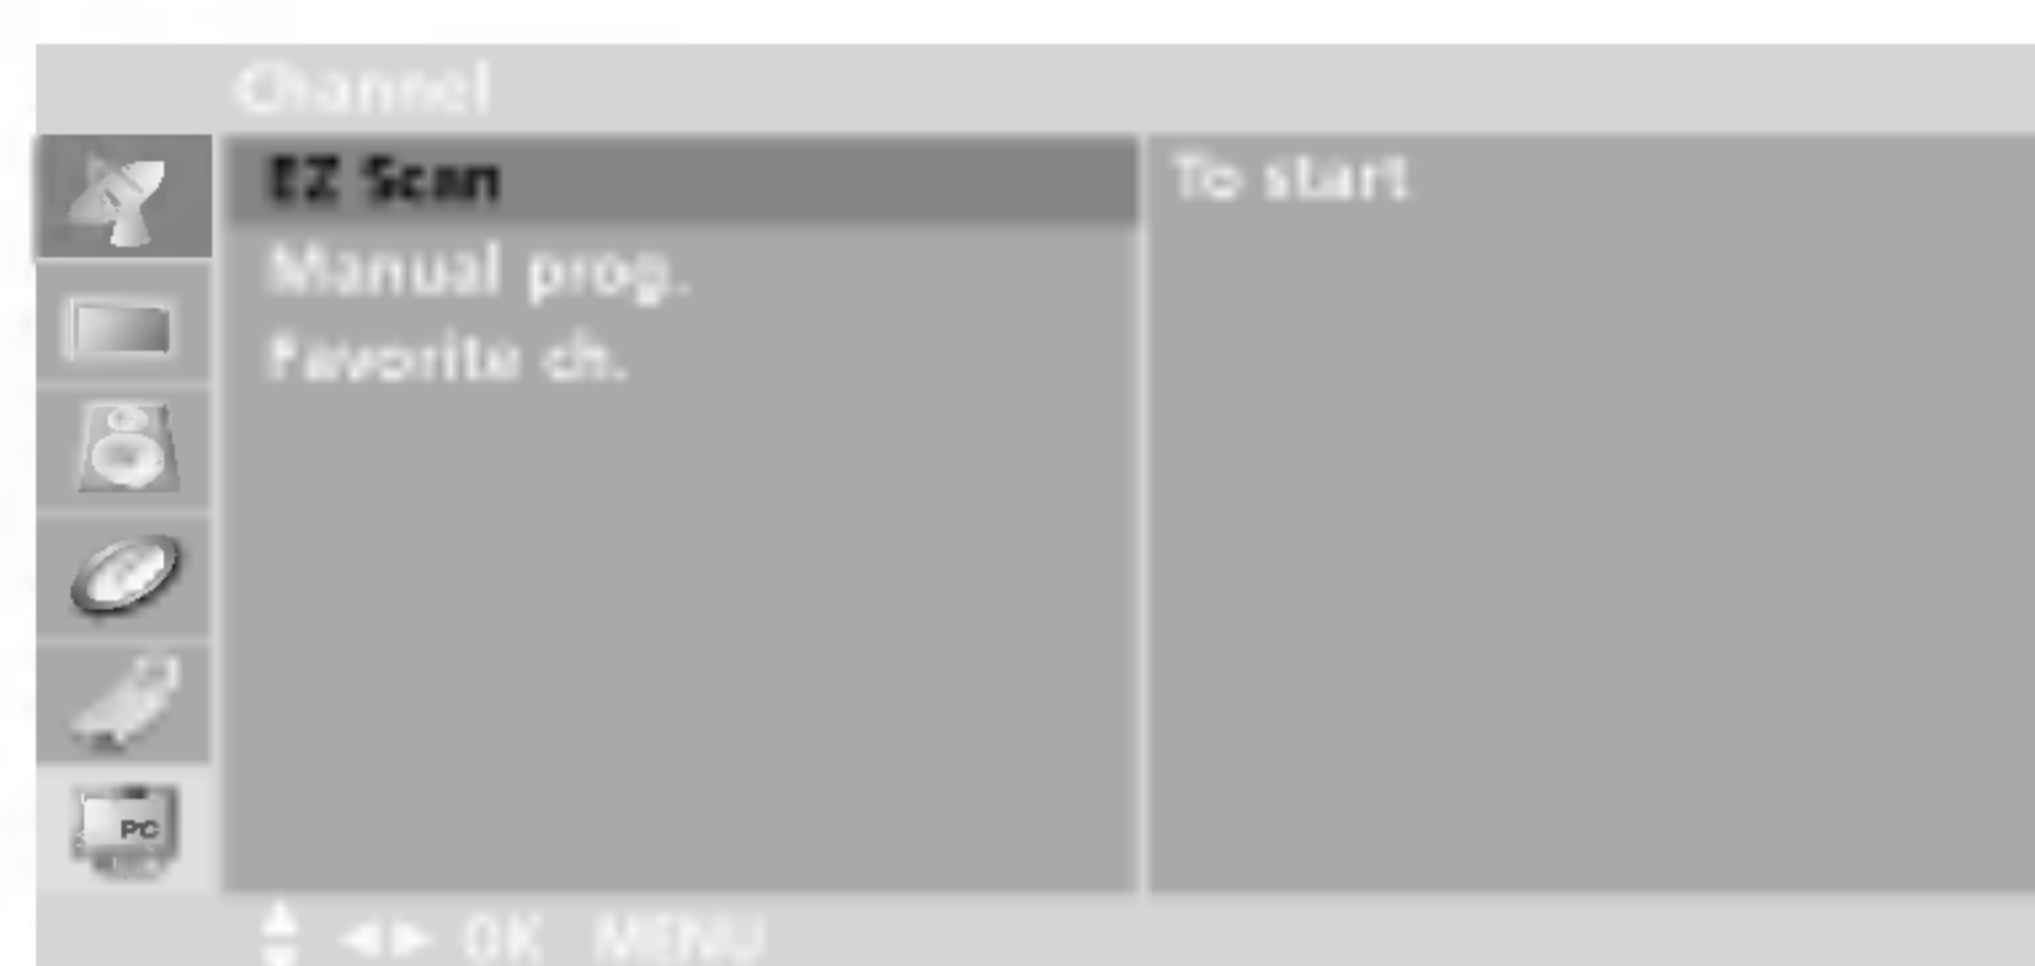 Channel
EZ Scan
To start
Manual prog.
Favorite ch.
PC
OK MENU